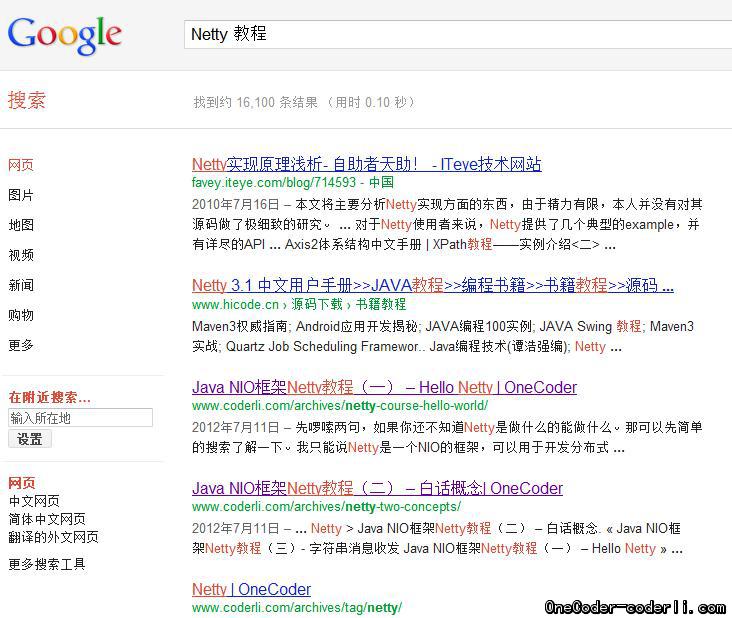 Google
Netty 教程
搜索
找到约 16,100 条结果 （用时 0.10 秒）
网页
图片
地图
视频
新闻
购物
更多
在附近搜索...
输入所在地
设置
网页
中文网页
简体中文网页
翻译的外文网页
更多搜索工具
Netty实现原理浅析- 自助者天助！ - ITeye技术网站
favey.iteye.com/blog/714593 - 中国
2010年7月16日 – 本文将主要分析Netty实现方面的东西，由于精力有限，本人并没有对其
源码做了极细致的研究。 ... 对于Netty使用者来说，Netty提供了几个典型的example，并
有详尽的API ... Axis2体系结构中文手册 | XPath教程——实例介绍<二> ...
Netty 3.1 中文用户手册>>JAVA教程>>编程书籍>>书籍教程>>源码 ...
www.hicode.cn › 源码下载 › 书籍教程
Maven3权威指南; Android应用开发揭秘; JAVA编程100实例; JAVA Swing 教程; Maven3
实战; Quartz Job Scheduling Framewor.. Java编程技术(谭浩强编); Netty ...
Java NIO框架Netty教程（一） – Hello Netty | OneCoder
www.coderli.com/archives/netty-course-hello-world/
2012年7月11日 – 先啰嗦两句，如果你还不知道Netty是做什么的能做什么。那可以先简单
的搜索了解一下。我只能说Netty是一个NIO的框架，可以用于开发分布式 ...
Java NIO框架Netty教程（二） – 白话概念| OneCoder
www.coderli.com/archives/netty-two-concepts/
2012年7月11日 – ... Netty > Java NIO框架Netty教程（二） – 白话概念. « Java NIO框
架Netty教程（三）- 字符串消息收发 Java NIO框架Netty教程（一） – Hello Netty » ...
Netty | OneCoder
www.coderli.com/archives/tag/netty/
OneCoder-coderli.com